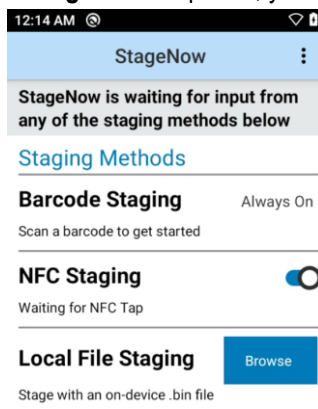 12:14 AM
StageNow
StageNow is waiting for input from
any of the staging methods below
Staging Methods
Barcode Staging Always On
Scan a barcode to get started
NFC Staging
Waiting for NFC Tap
Local File Staging Browse
Stage with an on-device .bin file